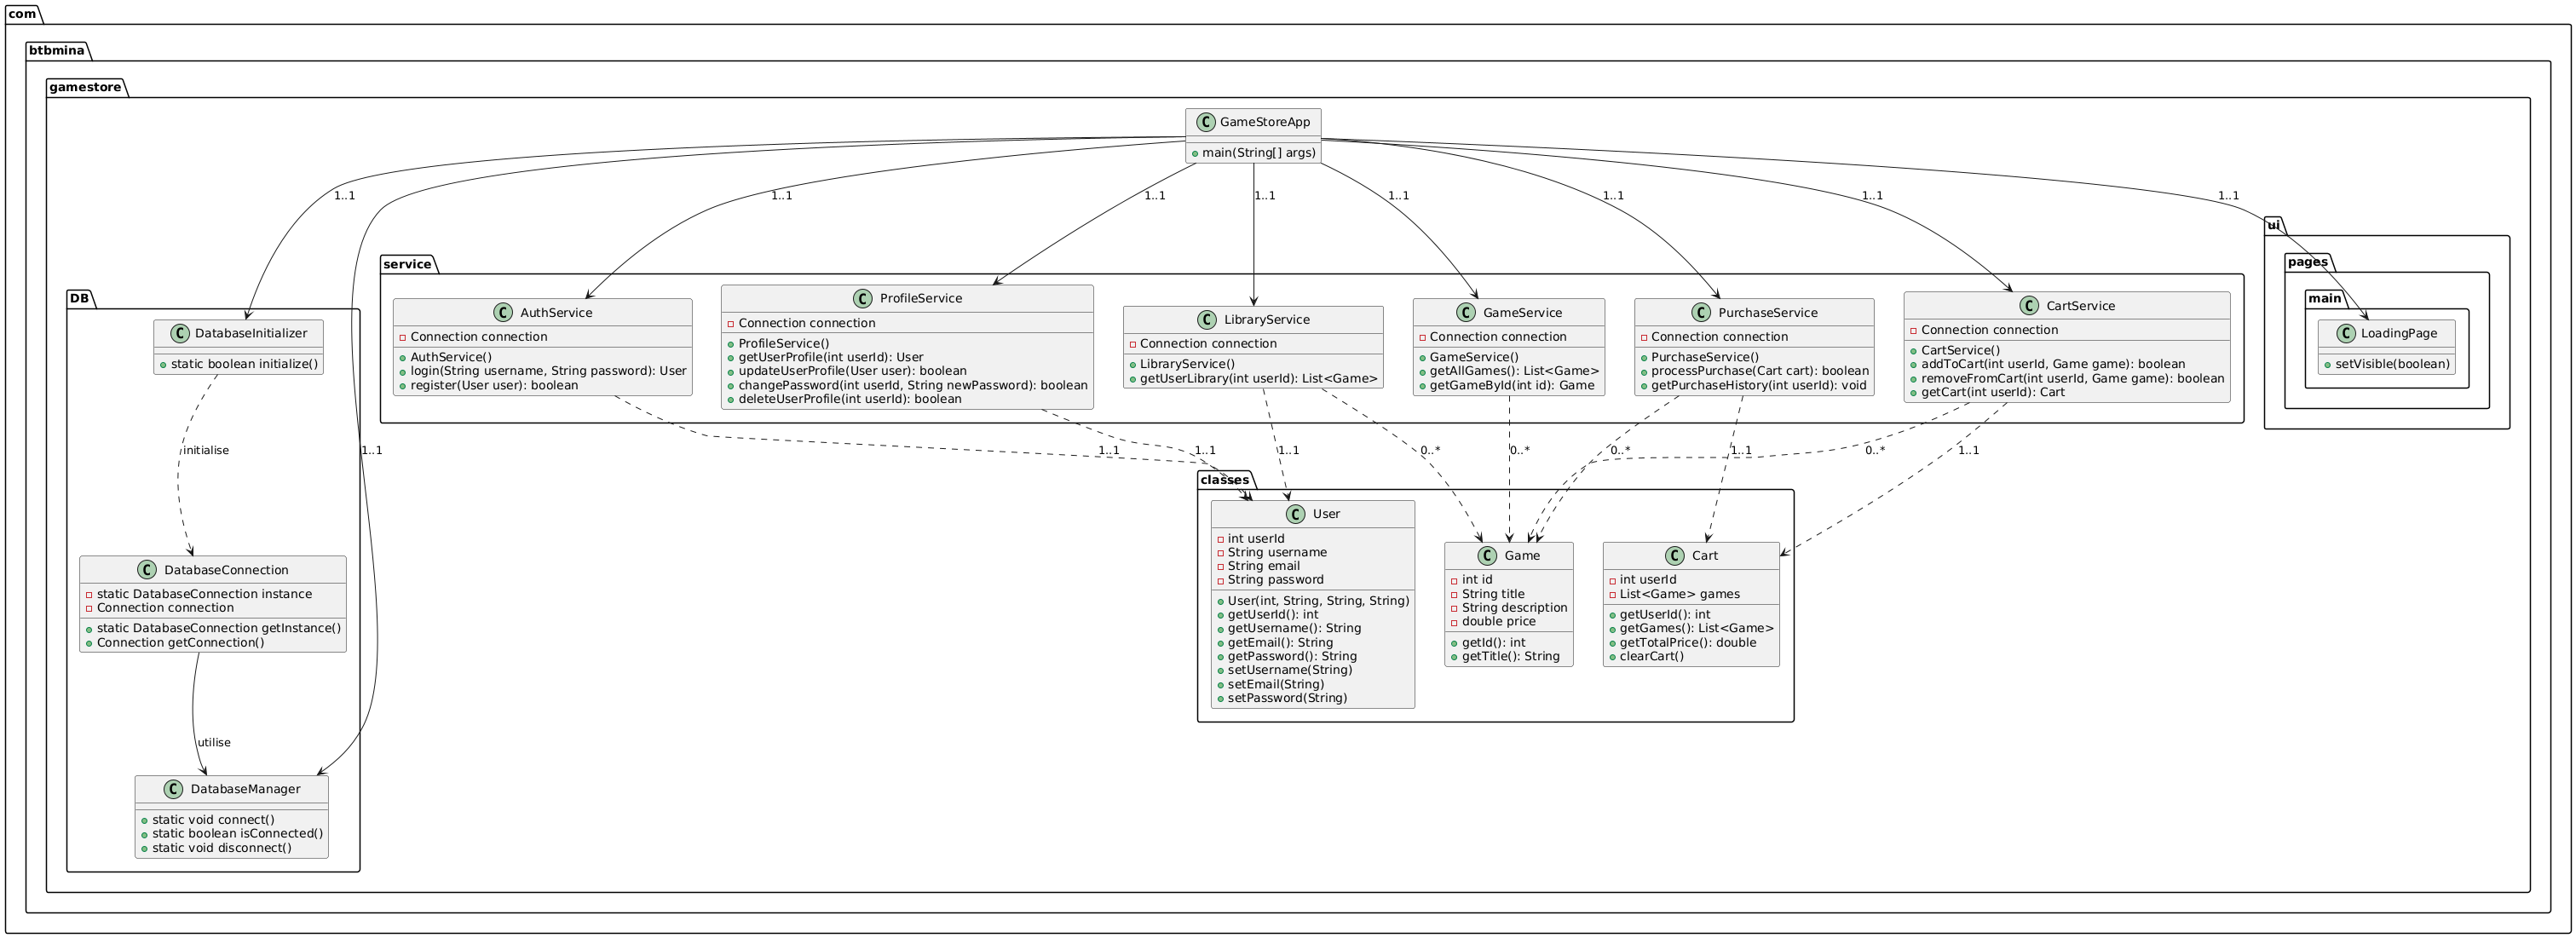 com
btbmina
gamestore
C GameStoreApp
main(String[] args)
1..1
1..1
1..1
1..1
1..1
1..1
1..1
1..1
ui
pages
main
C LoadingPage
setVisible(boolean)
service
C AuthService
Connection connection
AuthService()
login(String username, String password): User
register(User user): boolean
C ProfileService
Connection connection
ProfileService()
getUserProfile(int userId): User
updateUserProfile(User user): boolean
changePassword(int userId, String newPassword): boolean
deleteUserProfile(int userId): boolean
C LibraryService
Connection connection
LibraryService()
getUserLibrary(int userId): List<Game>
C GameService
Connection connection
GameService()
getAllGames(): List<Game>
getGameById(int id): Game
C PurchaseService
Connection connection
PurchaseService()
processPurchase(Cart cart): boolean
getPurchaseHistory(int userId): void
C CartService
Connection connection
CartService()
addToCart(int userId, Game game): boolean
removeFromCart(int userId, Game game): boolean
getCart(int userId): Cart
DB
C DatabaseInitializer
static boolean initialize()
initialise
1..1
1..1
1..1
1..1
0..*
0..*
0..*
1..1
0..*
1..1
C DatabaseConnection
static DatabaseConnection instance
Connection connection
static DatabaseConnection getInstance()
Connection getConnection()
utilise
C DatabaseManager
static void connect()
static boolean isConnected()
static void disconnect()
classes
C User
int userId
String username
String email
String password
User(int, String, String, String)
getUserId(): int
getUsername(): String
getEmail(): String
getPassword(): String
setUsername(String)
setEmail(String)
setPassword(String)
C Game
int id
String title
String description
double price
getId(): int
getTitle(): String
C Cart
int userId
List<Game> games
getUserId(): int
getGames(): List<Game>
getTotalPrice(): double
clearCart()